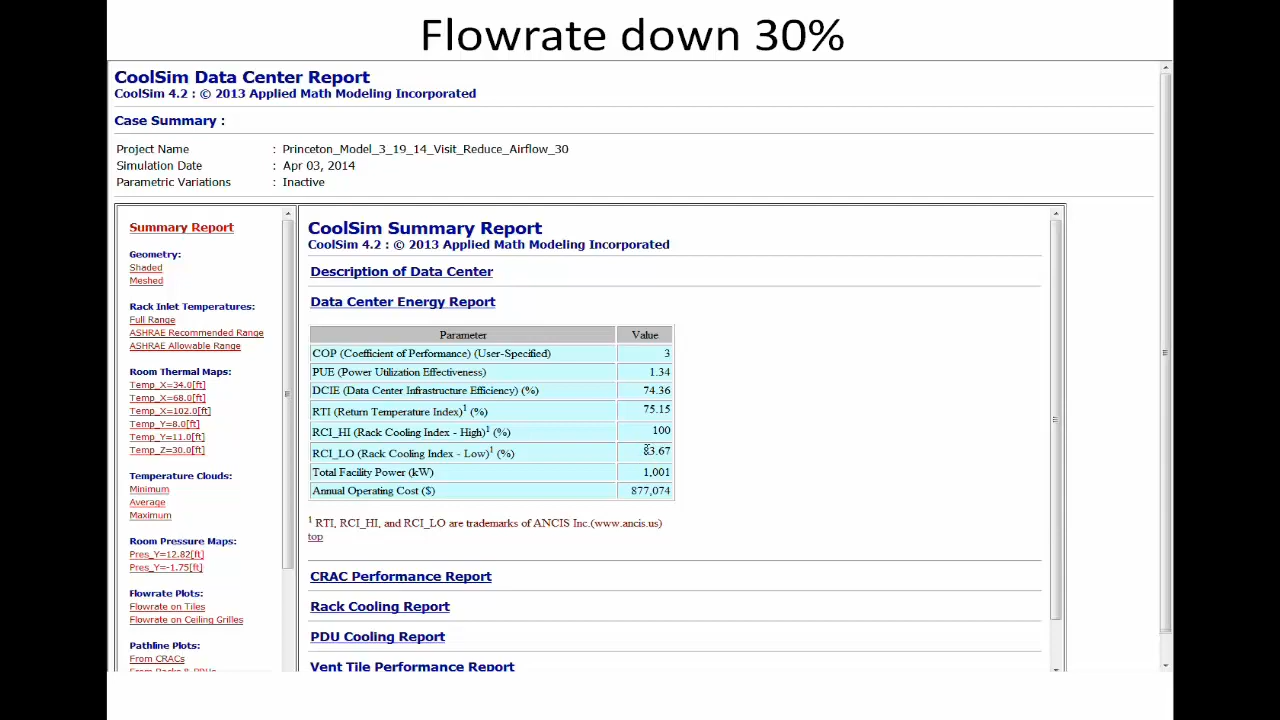 Flowrate down 30%
CoolSim Data Center Report
CoolSim 4.2 : © 2013 Applied Math Modeling Incorporated
Case Summary :
Project Name : Princeton_Model_3_19_14_Visit_Reduce_Airflow_30
Simulation Date : Apr 03, 2014
Parametric Variations : Inactive
Summary Report
Geometry:
Shaded
Meshed
Rack Inlet Temperatures:
Full Range
ASHRAE Recommended Range
ASHRAE Allowable Range
Room Thermal Maps:
Temp_X=34.0[ft]
Temp_X=68.0[ft]
Temp_X=102.0[ft]
Temp_Y=8.0[ft]
Temp_Y=11.0[ft]
Temp_Z=30.0[ft]
Temperature Clouds:
Minimum
Average
Maximum
Room Pressure Maps:
Pres_Y=12.82[ft]
Pres_Y=-1.75[ft]
Flowrate Plots:
Flowrate on Tiles
Flowrate on Ceiling Grilles
Pathline Plots:
From CRACs
CoolSim Summary Report
CoolSim 4.2 : © 2013 Applied Math Modeling Incorporated
Description of Data Center
Data Center Energy Report
Parameter Value
COP (Coefficient of Performance) (User-Specified) 3
PUE (Power Utilization Effectiveness) 1.34
DCIE (Data Center Infrastructure Efficiency) (%) 74.36
RTI (Return Temperature Index)1 (%) 75.15
RCI_HI (Rack Cooling Index - High)1 (%) 100
RCI_LO (Rack Cooling Index - Low)1 (%)
Total Facility Power (kW) 1,001
Annual Operating Cost ($) 877,074
1 RTI, RCI_HI, and RCI_LO are trademarks of ANCIS Inc.(www.ancis.us)
top
CRAC Performance Report
Rack Cooling Report
PDU Cooling Report
Vent Tile Performance Report